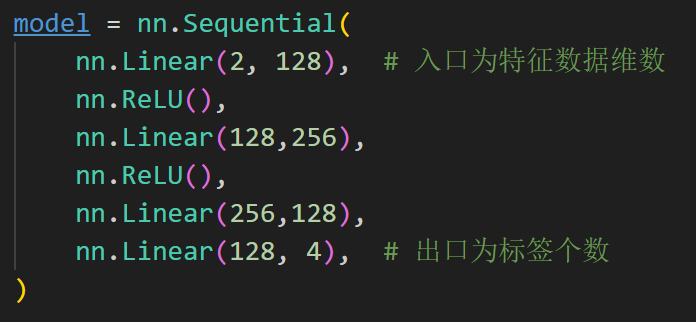 model = nn.Sequential(
    nn.Linear(2, 128),  # 入口为特征数据维数
    nn.ReLU(),
    nn.Linear(128,256),
    nn.ReLU(),
    nn.Linear(256,128),
    nn.Linear(128, 4),  # 出口为标签个数
)